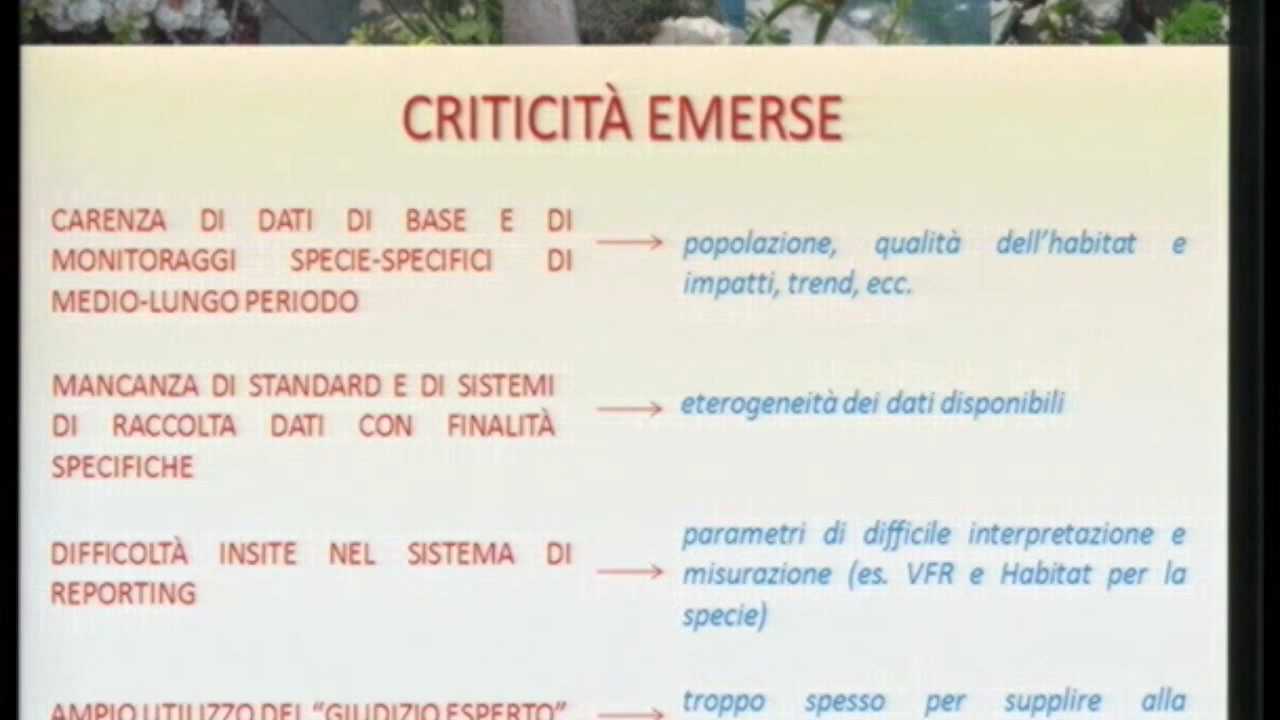 CRITICITÀ EMERSE
CARENZA DI DATI DI BASE E DI
MONITORAGGI SPECIE-SPECIFICI DI
MEDIO-LUNGO PERIODO
popolazione, qualità dell'habitat e
impatti, trend, ecc.
MANCANZA DI STANDARD E DI SISTEMI
DI RACCOLTA DATI CON FINALITÀ
SPECIFICHE
eterogeneità dei dati disponibili
DIFFICOLTÀ INSITE NEL SISTEMA DI
REPORTING
parametri di difficile interpretazione e
misurazione (es. VFR e Habitat per la
specie)
AMPIO UTILIZZO DEL "GIUDIZIO ESPERTO"
troppo spesso per supplire alla